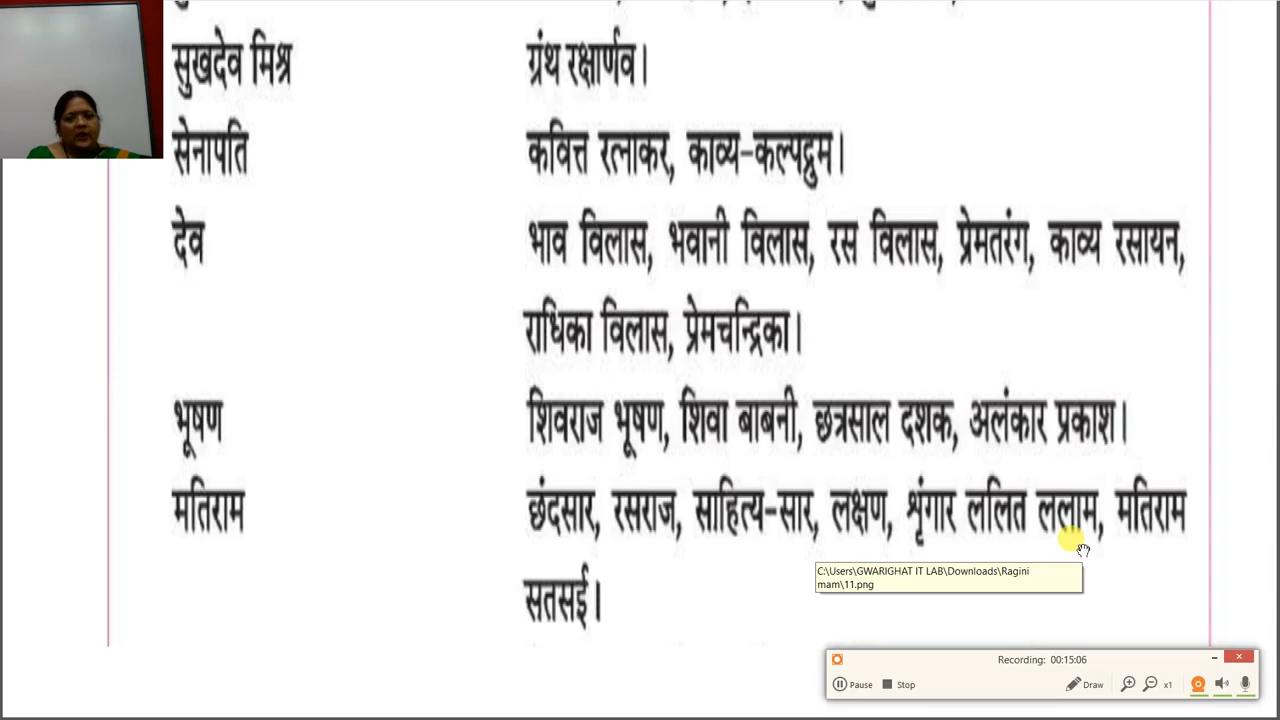 सुखदेव मिश्र ग्रंथ रक्षार्णव।
सेनापति कवित्त रत्नाकर, काव्य-कल्पद्रुम।
देव भाव विलास, भवानी विलास, रस विलास, प्रेमतरंग, काव्य रसायन,
राधिका विलास, प्रेमचन्द्रिका।
भूषण शिवराज भूषण, शिवा बाबनी, छत्रसाल दशक, अलंकार प्रकाश।
मतिराम छंदसार, रसराज, साहित्य-सार, लक्षण, शृंगार ललित ललाम, मतिराम
सतसई।
C:\Users\GWARIGHAT IT LAB\Downloads\Ragini
mam\11.png
Recording: 00:15:06
Pause Stop Draw x1